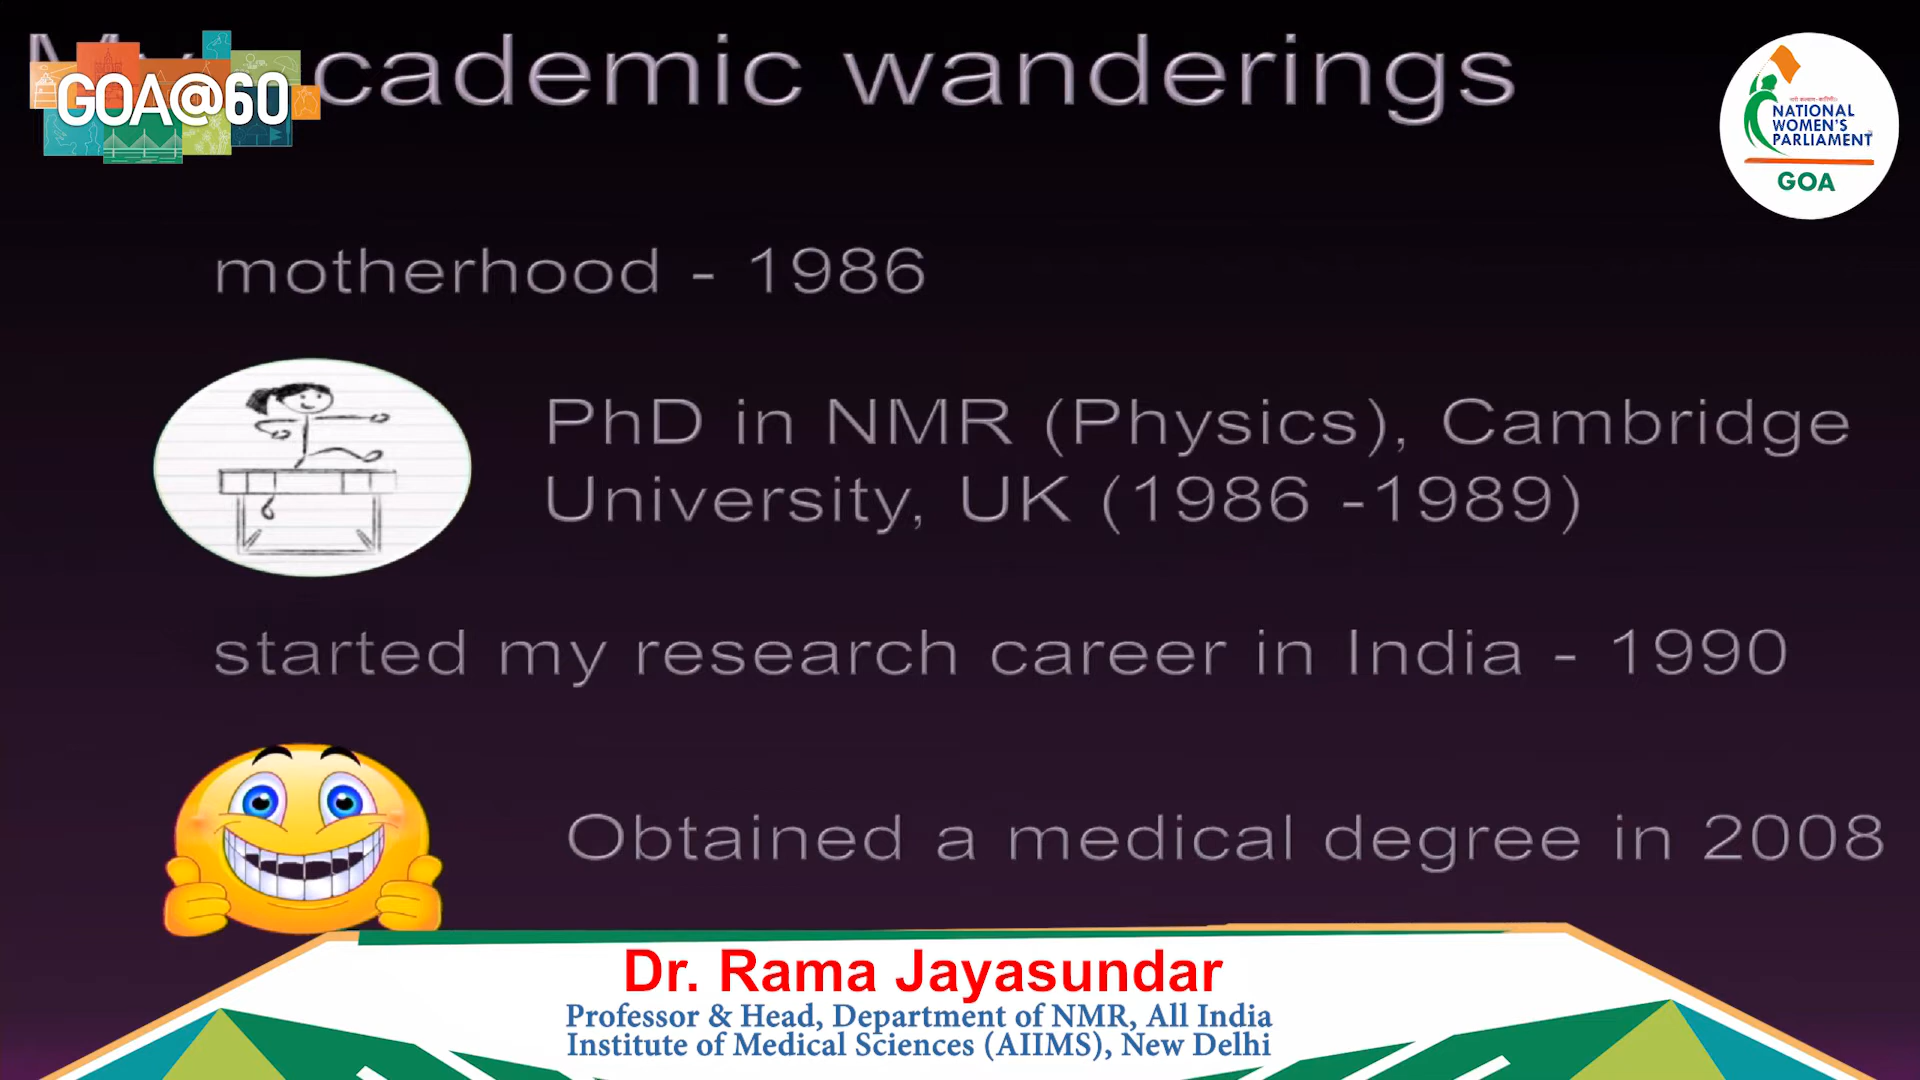 My academic wanderings
GOA@60
NATIONAL
WOMEN'S
PARLIAMENT
GOA
motherhood - 1986
PhD in NMR (Physics), Cambridge
University, UK (1986 -1989)
started my research career in India - 1990
Obtained a medical degree in 2008
Dr. Rama Jayasundar
Professor & Head, Department of NMR, All India
Institute of Medical Sciences (AIIMS), New Delhi